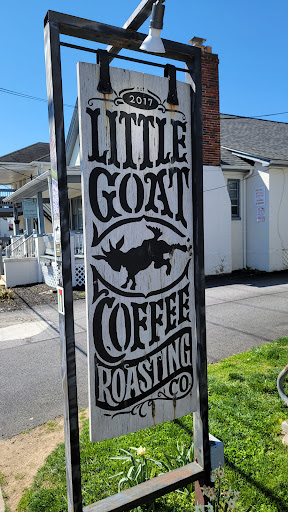 2017
LITTLE
GOAT
COFFEE
ROASTING
CO